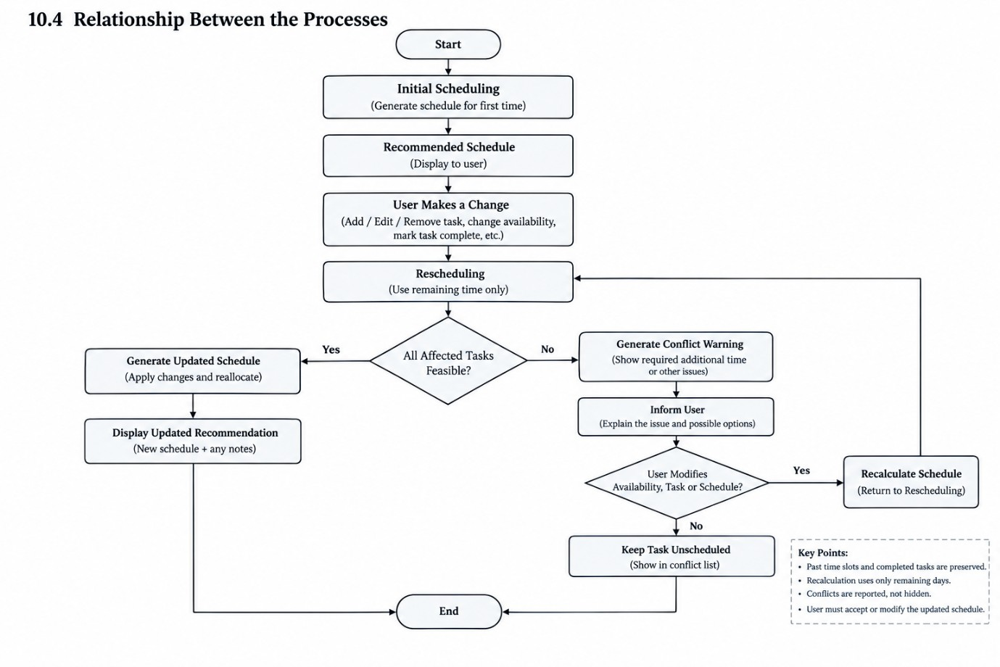 10.4 Relationship Between the Processes
Start
Initial Scheduling
(Generate schedule for first time)
Recommended Schedule
(Display to user)
User Makes a Change
(Add / Edit / Remove task, change availability,
mark task complete, etc.)
Rescheduling
(Use remaining time only)
All Affected Tasks
Feasible?
Yes
No
Generate Updated Schedule
(Apply changes and reallocate)
Display Updated Recommendation
(New schedule + any notes)
Generate Conflict Warning
(Show required additional time
or other issues)
Inform User
(Explain the issue and possible options)
User Modifies
Availability, Task or Schedule?
Yes
Recalculate Schedule
(Return to Rescheduling)
No
Keep Task Unscheduled
(Show in conflict list)
End
Key Points:
• Past time slots and completed tasks are preserved.
• Recalculation uses only remaining days.
• Conflicts are reported, not hidden.
• User must accept or modify the updated schedule.